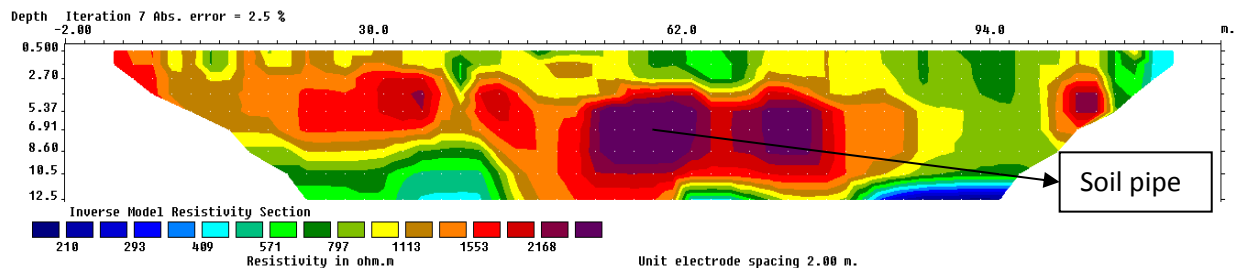 Depth Iteration 7 Abs. error = 2.5 %
-2.00 30.0 62.0 94.0 m.
0.500
2.70
5.37
6.91
8.60
10.5
12.5
Soil pipe
Inverse Model Resistivity Section
210 293 409 571 797 1113 1553 2168
Resistivity in ohm.m Unit electrode spacing 2.00 m.